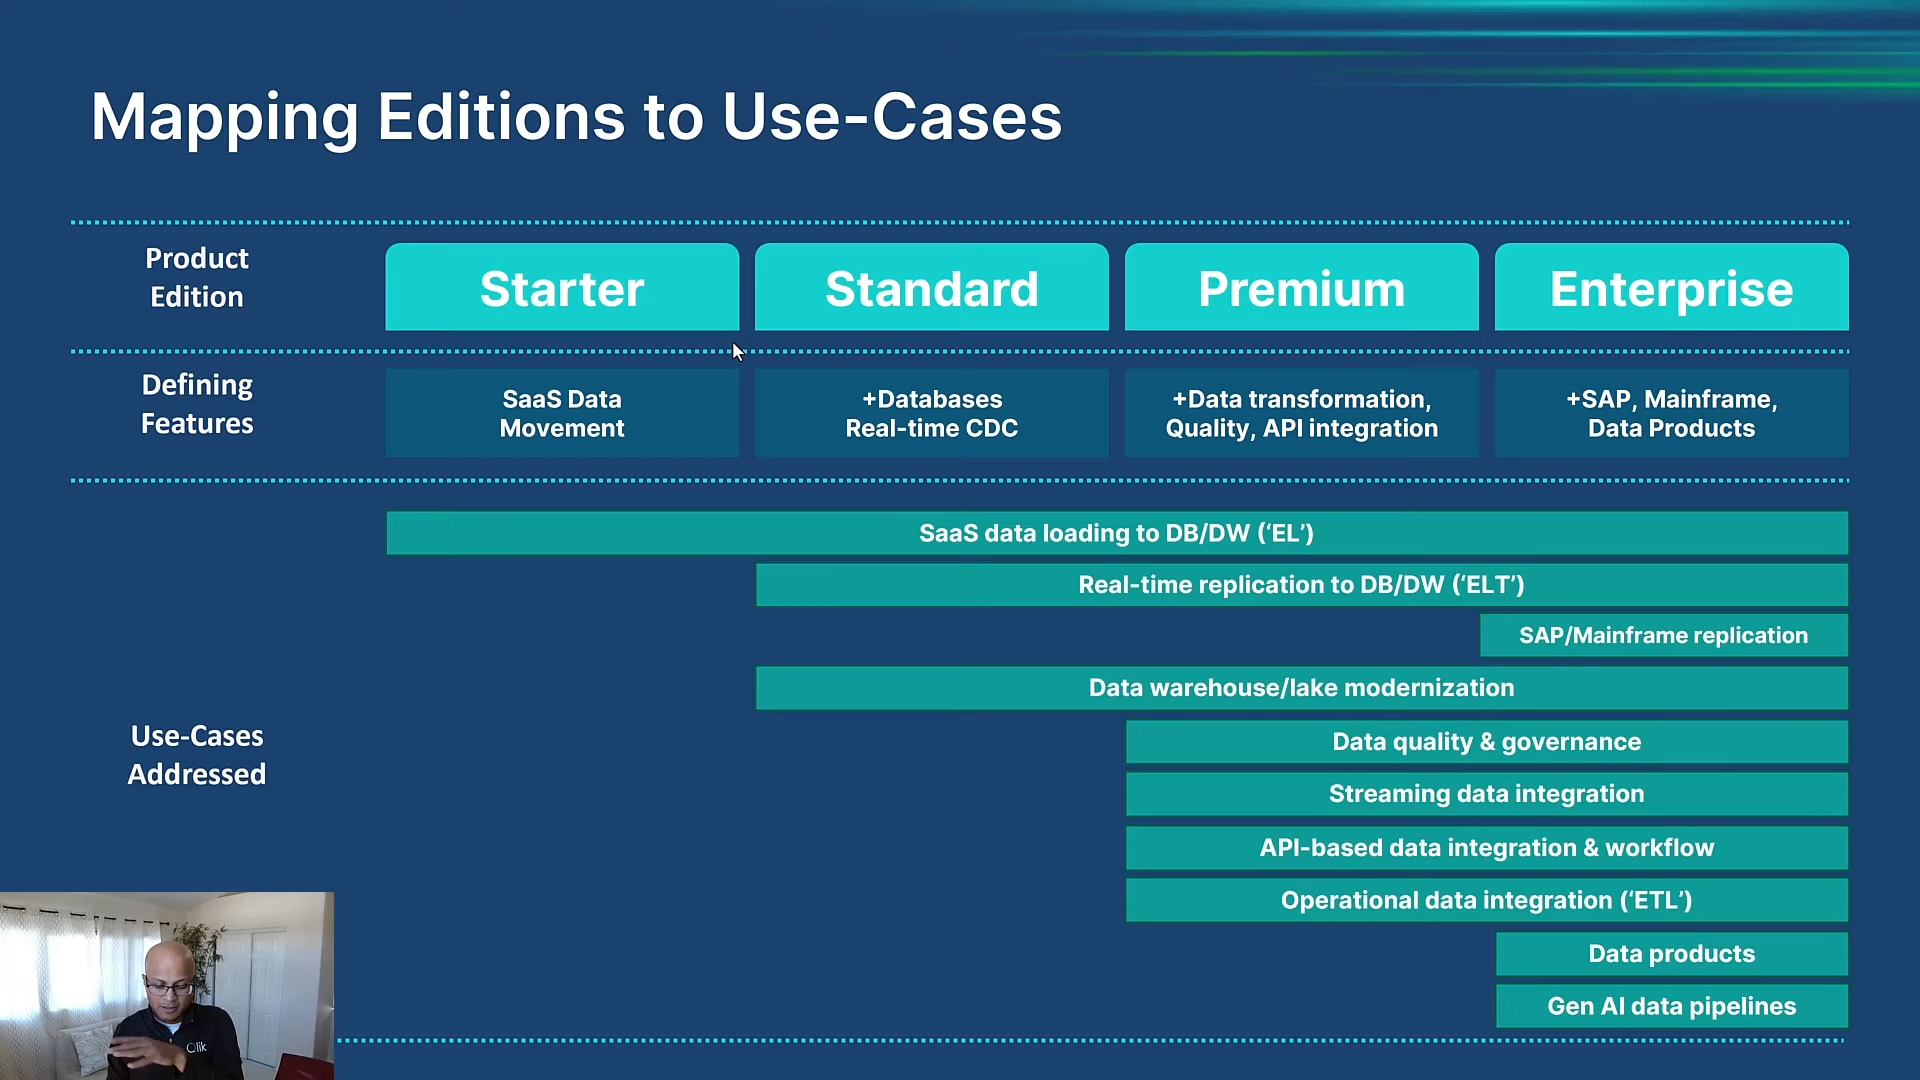 Mapping Editions to Use-Cases
Product
Edition
Starter
Standard
Premium
Enterprise
Defining
Features
SaaS Data
Movement
+Databases
Real-time CDC
+Data transformation,
Quality, API integration
+SAP, Mainframe,
Data Products
Use-Cases
Addressed
SaaS data loading to DB/DW (‘EL’)
Real-time replication to DB/DW (‘ELT’)
SAP/Mainframe replication
Data warehouse/lake modernization
Data quality & governance
Streaming data integration
API-based data integration & workflow
Operational data integration (‘ETL’)
Data products
Gen AI data pipelines
Qlik